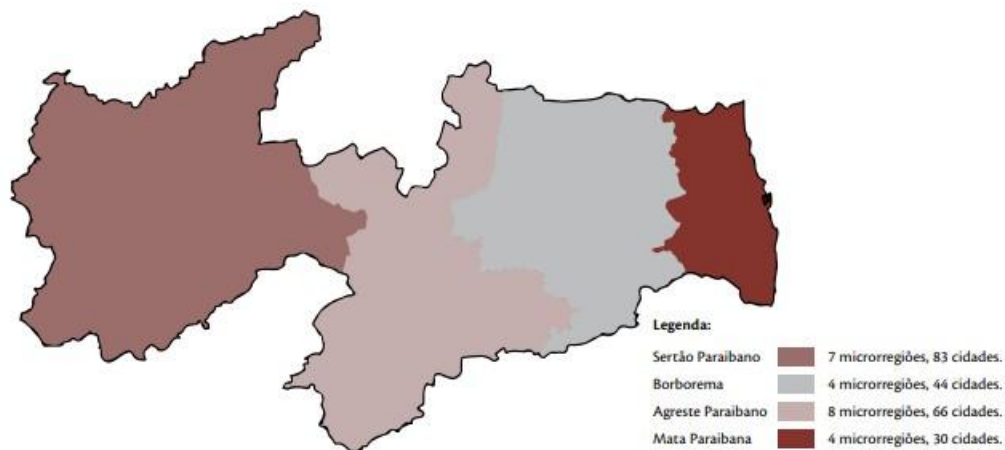 Legenda:
Sertão Paraibano 7 microrregiões, 83 cidades.
Borborema 4 microrregiões, 44 cidades.
Agreste Paraibano 8 microrregiões, 66 cidades.
Mata Paraibana 4 microrregiões, 30 cidades.